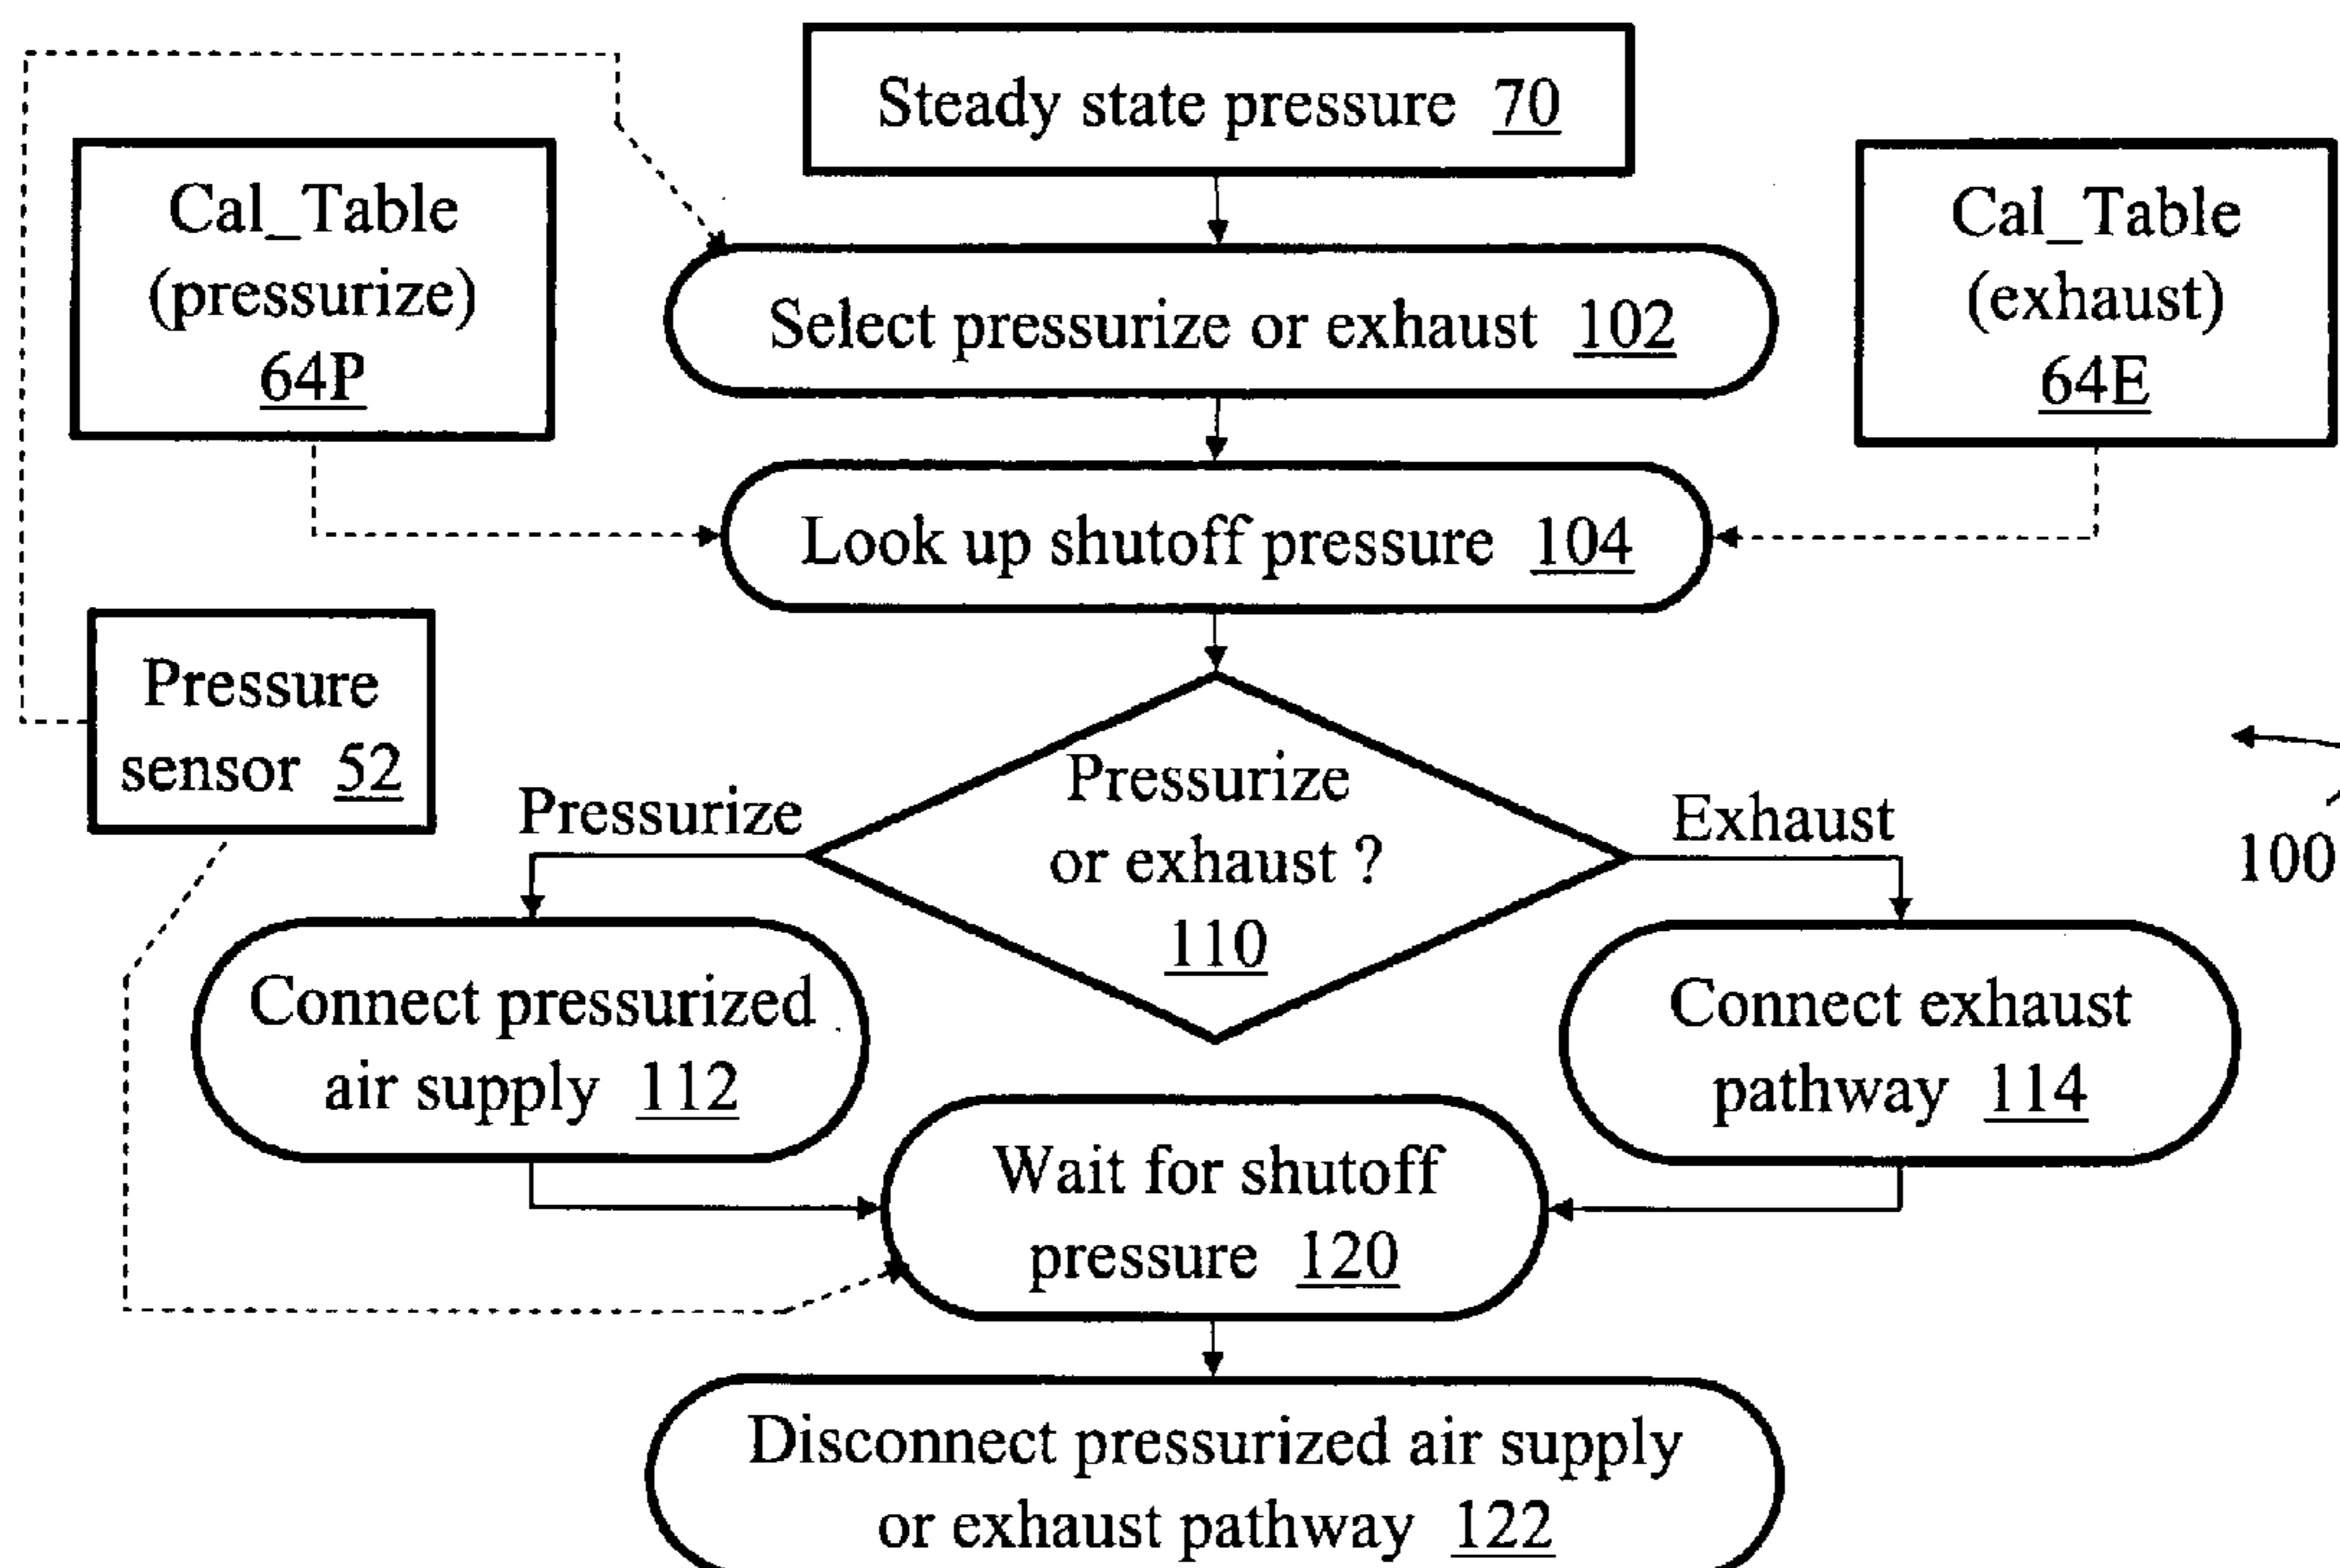 Steady state pressure 70
Cal_Table
(pressurize)
64P
Cal_Table
(exhaust)
64E
Select pressurize or exhaust 102
Look up shutoff pressure 104
Pressure
sensor 52
Pressurize
or exhaust ?
110
Pressurize
Exhaust
100
Connect pressurized
air supply 112
Connect exhaust
pathway 114
Wait for shutoff
pressure 120
Disconnect pressurized air supply
or exhaust pathway 122